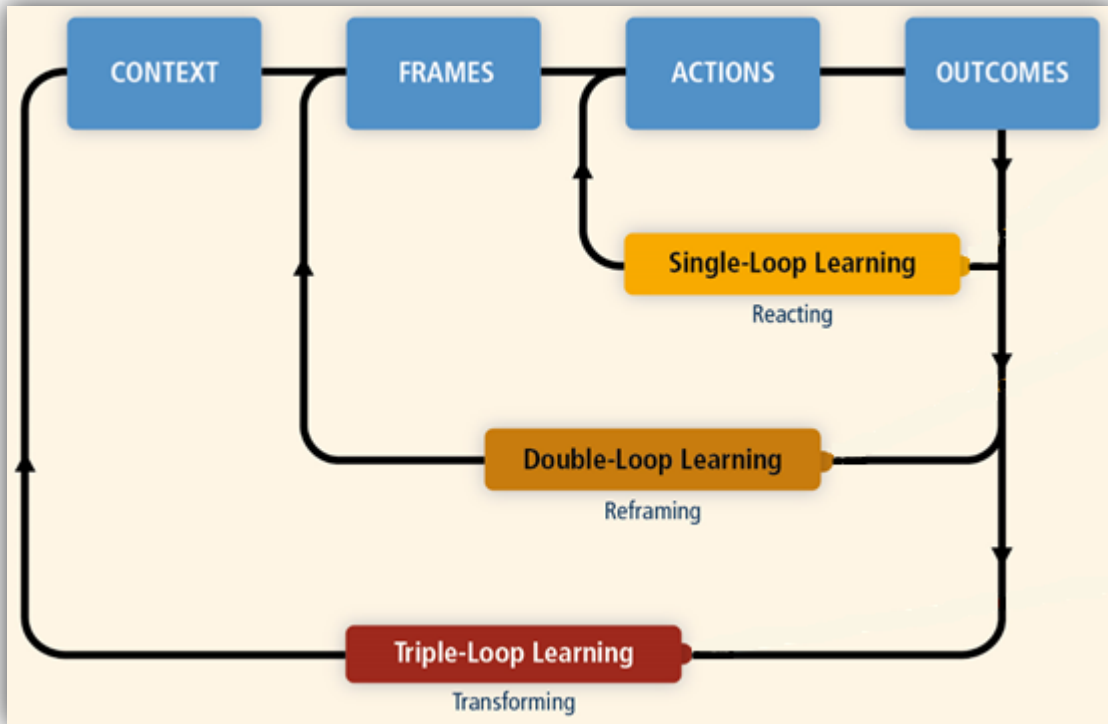 CONTEXT
FRAMES
ACTIONS
OUTCOMES
Single-Loop Learning
Reacting
Double-Loop Learning
Reframing
Triple-Loop Learning
Transforming